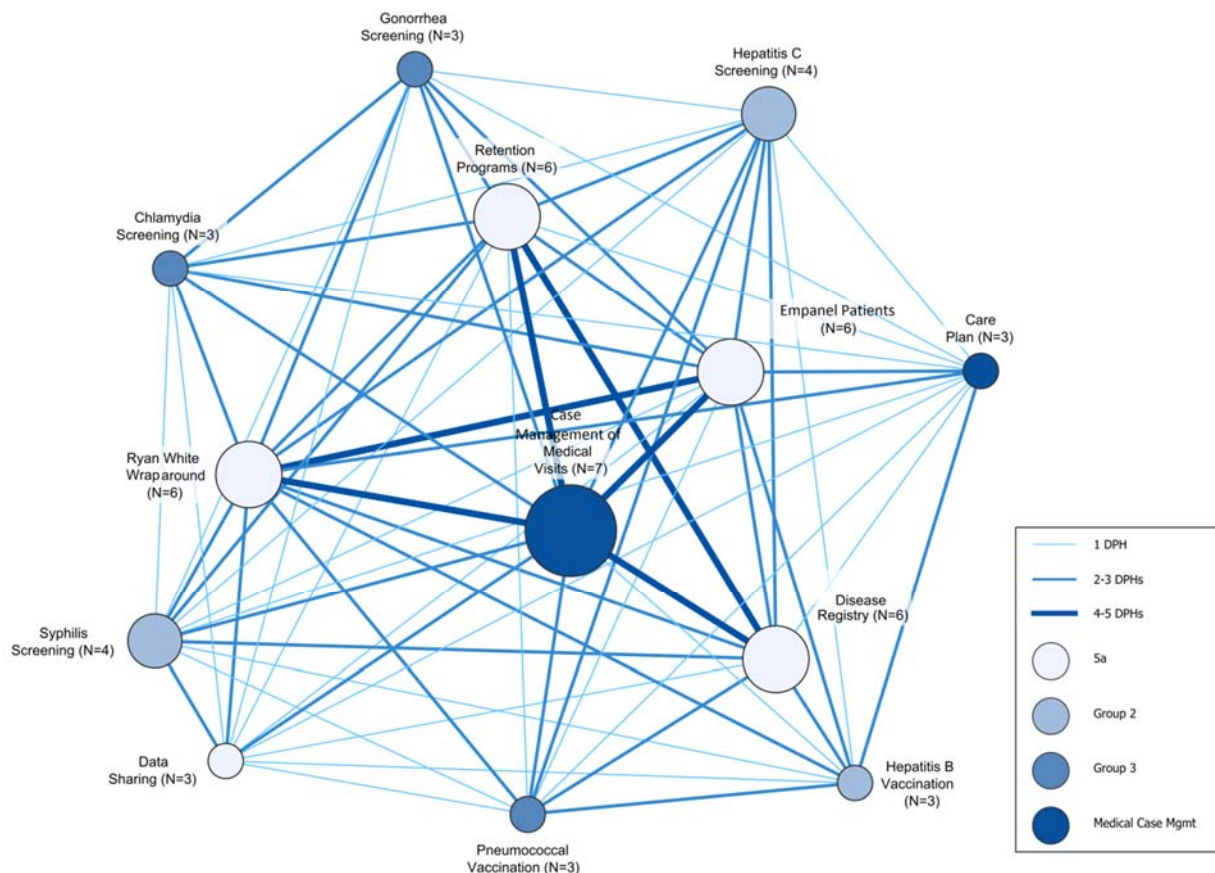 Gonorrhea
Screening (N=3)
Hepatitis C
Screening (N=4)
Retention
Programs (N=6)
Chlamydia
Screening (N=3)
Empanel Patients
(N=6)
Care
Plan (N=3)
Case
Management of
Medical
Visits (N=7)
Ryan White
Wraparound
(N=6)
Disease
Registry (N=6)
Syphilis
Screening (N=4)
Data
Sharing (N=3)
Hepatitis B
Vaccination
(N=3)
Pneumococcal
Vaccination (N=3)
1 DPH
2-3 DPHs
4-5 DPHs
5a
Group 2
Group 3
Medical Case Mgmt